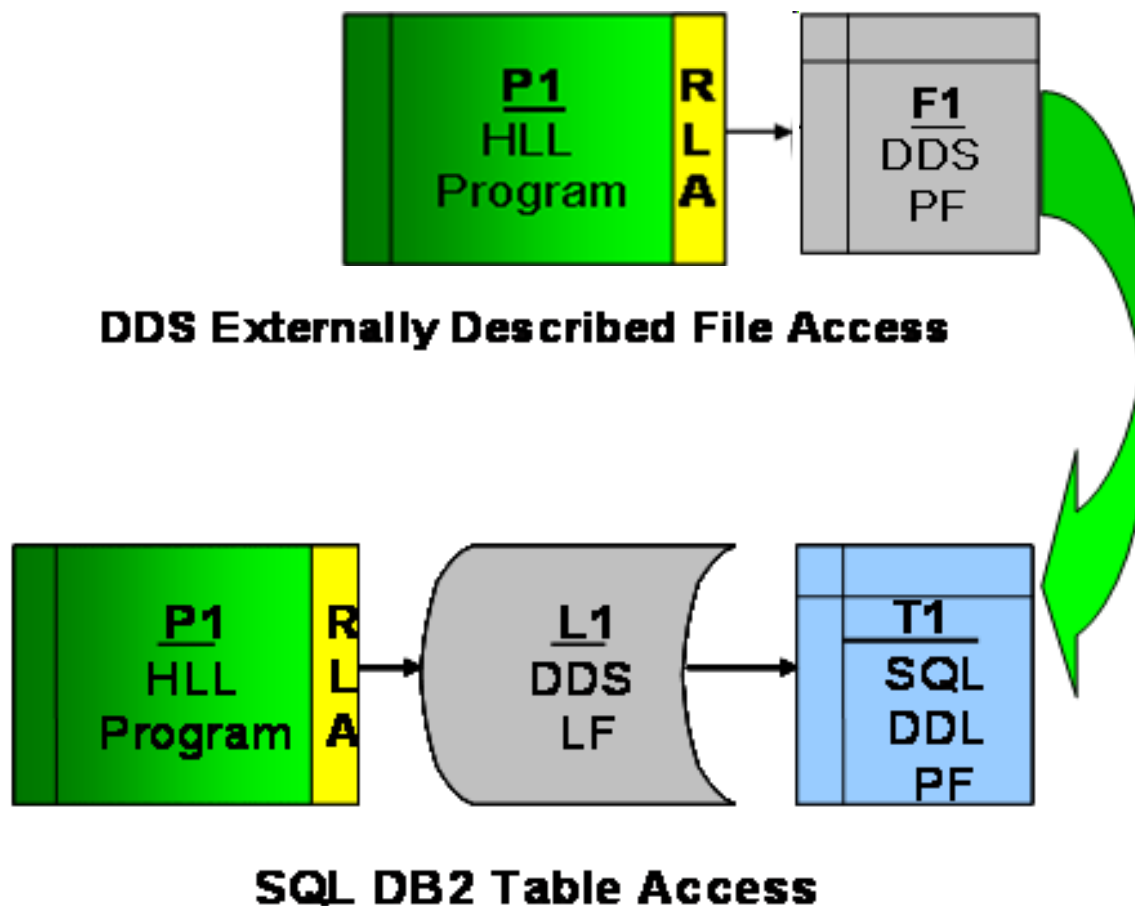 P1
HLL
Program
R
L
A
F1
DDS
PF
DDS Externally Described File Access
P1
HLL
Program
R
L
A
L1
DDS
LF
T1
SQL
DDL
PF
SQL DB2 Table Access